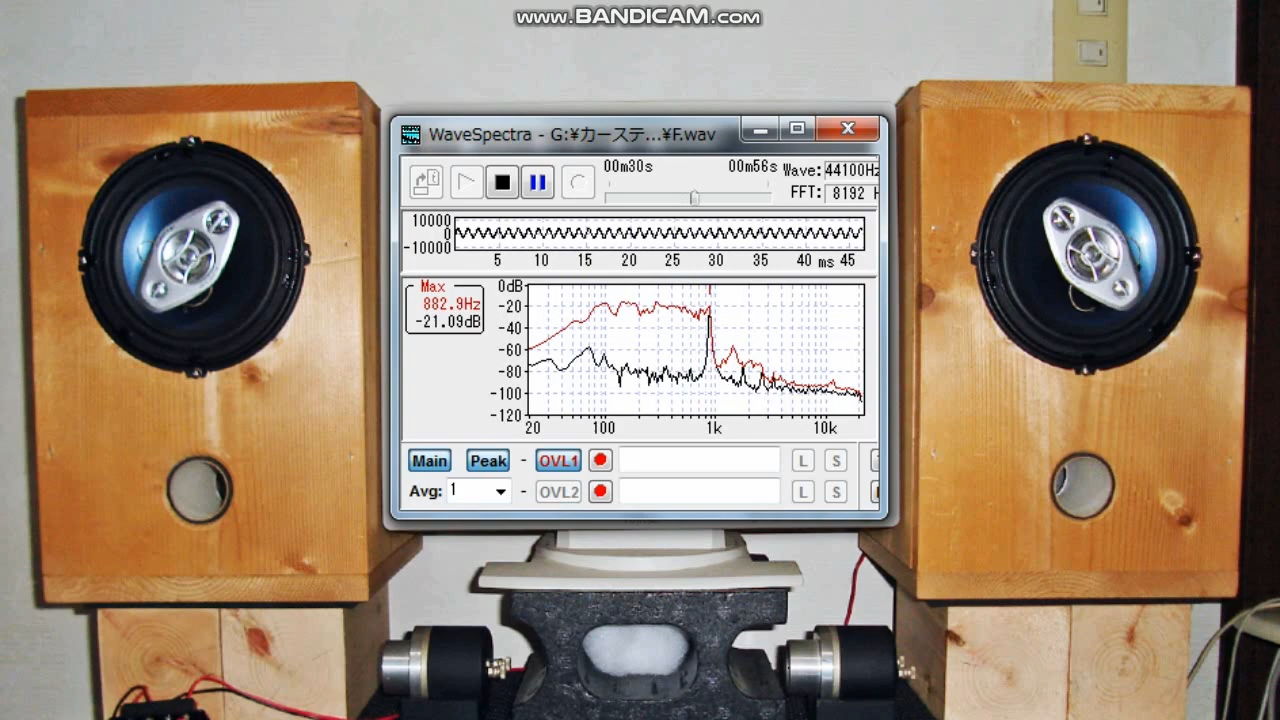 www.BANDICAM.com
WaveSpectra - G:¥カーステ...¥F.wav
00m30s 00m56s Wave: 44100Hz
FFT: 8192
10000
0
-10000
5 10 15 20 25 30 35 40 ms 45
Max
882.9Hz
-21.09dB
0dB
-20
-40
-60
-80
-100
-120
20 100 1k 10k
Main Peak - OVL1 L S
Avg: 1 - OVL2 L S